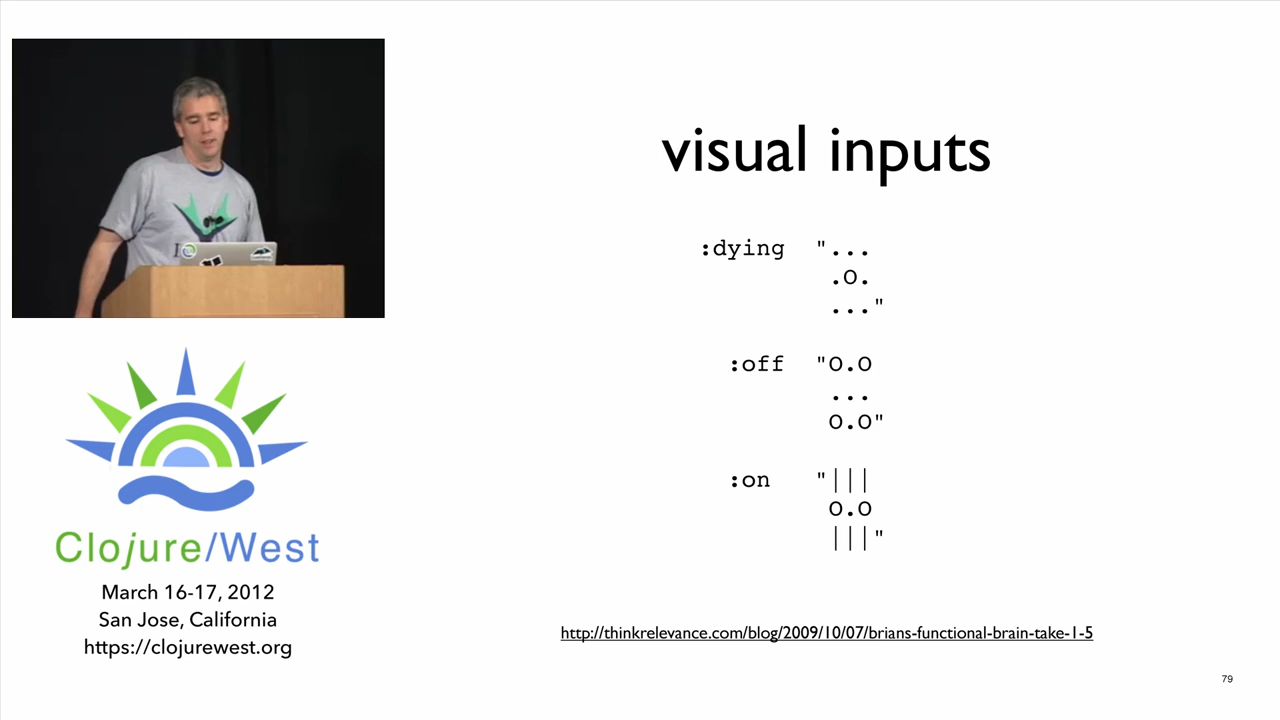 visual inputs
:dying "...
.O.
..."
:off "O.O
...
O.O"
:on "|||
O.O
|||"
http://thinkrelevance.com/blog/2009/10/07/brians-functional-brain-take-1-5
79
Clojure/West
March 16-17, 2012
San Jose, California
https://clojurewest.org